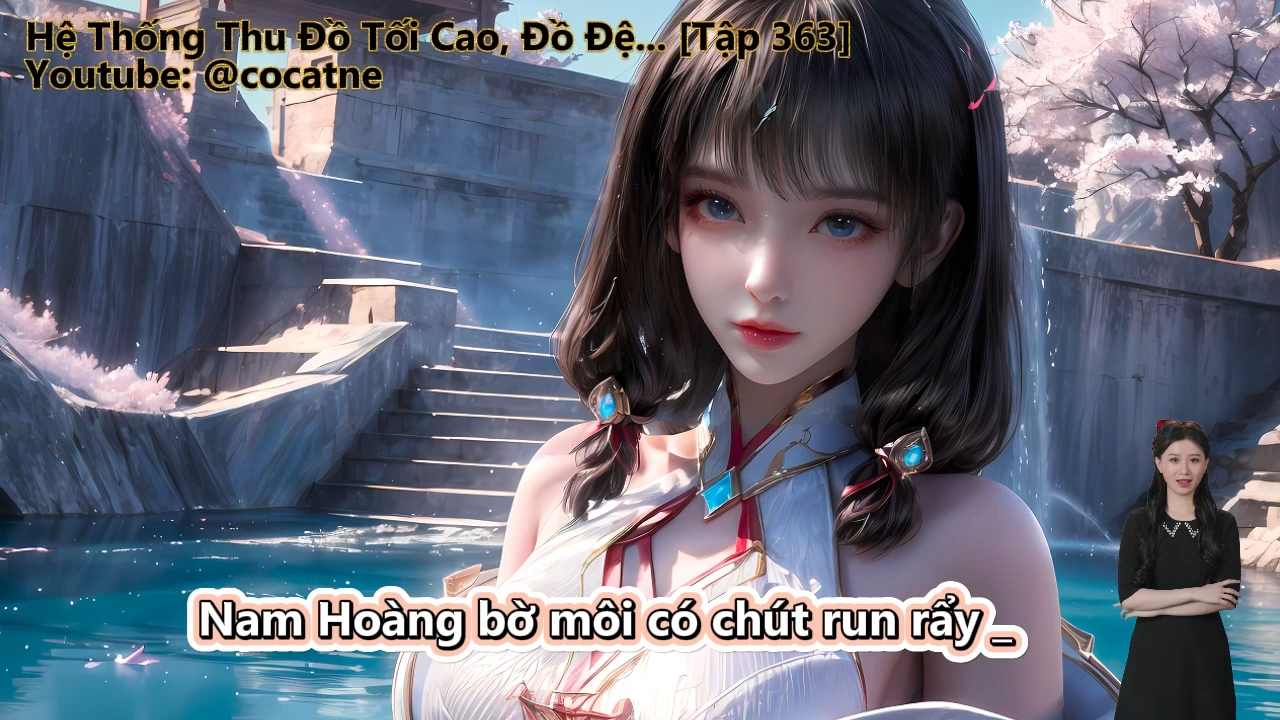 Hệ Thống Thu Đồ Tối Cao, Đồ Đệ... [Tập 363]
Youtube: @cocatne
Nam Hoàng bờ môi có chút run rẩy _